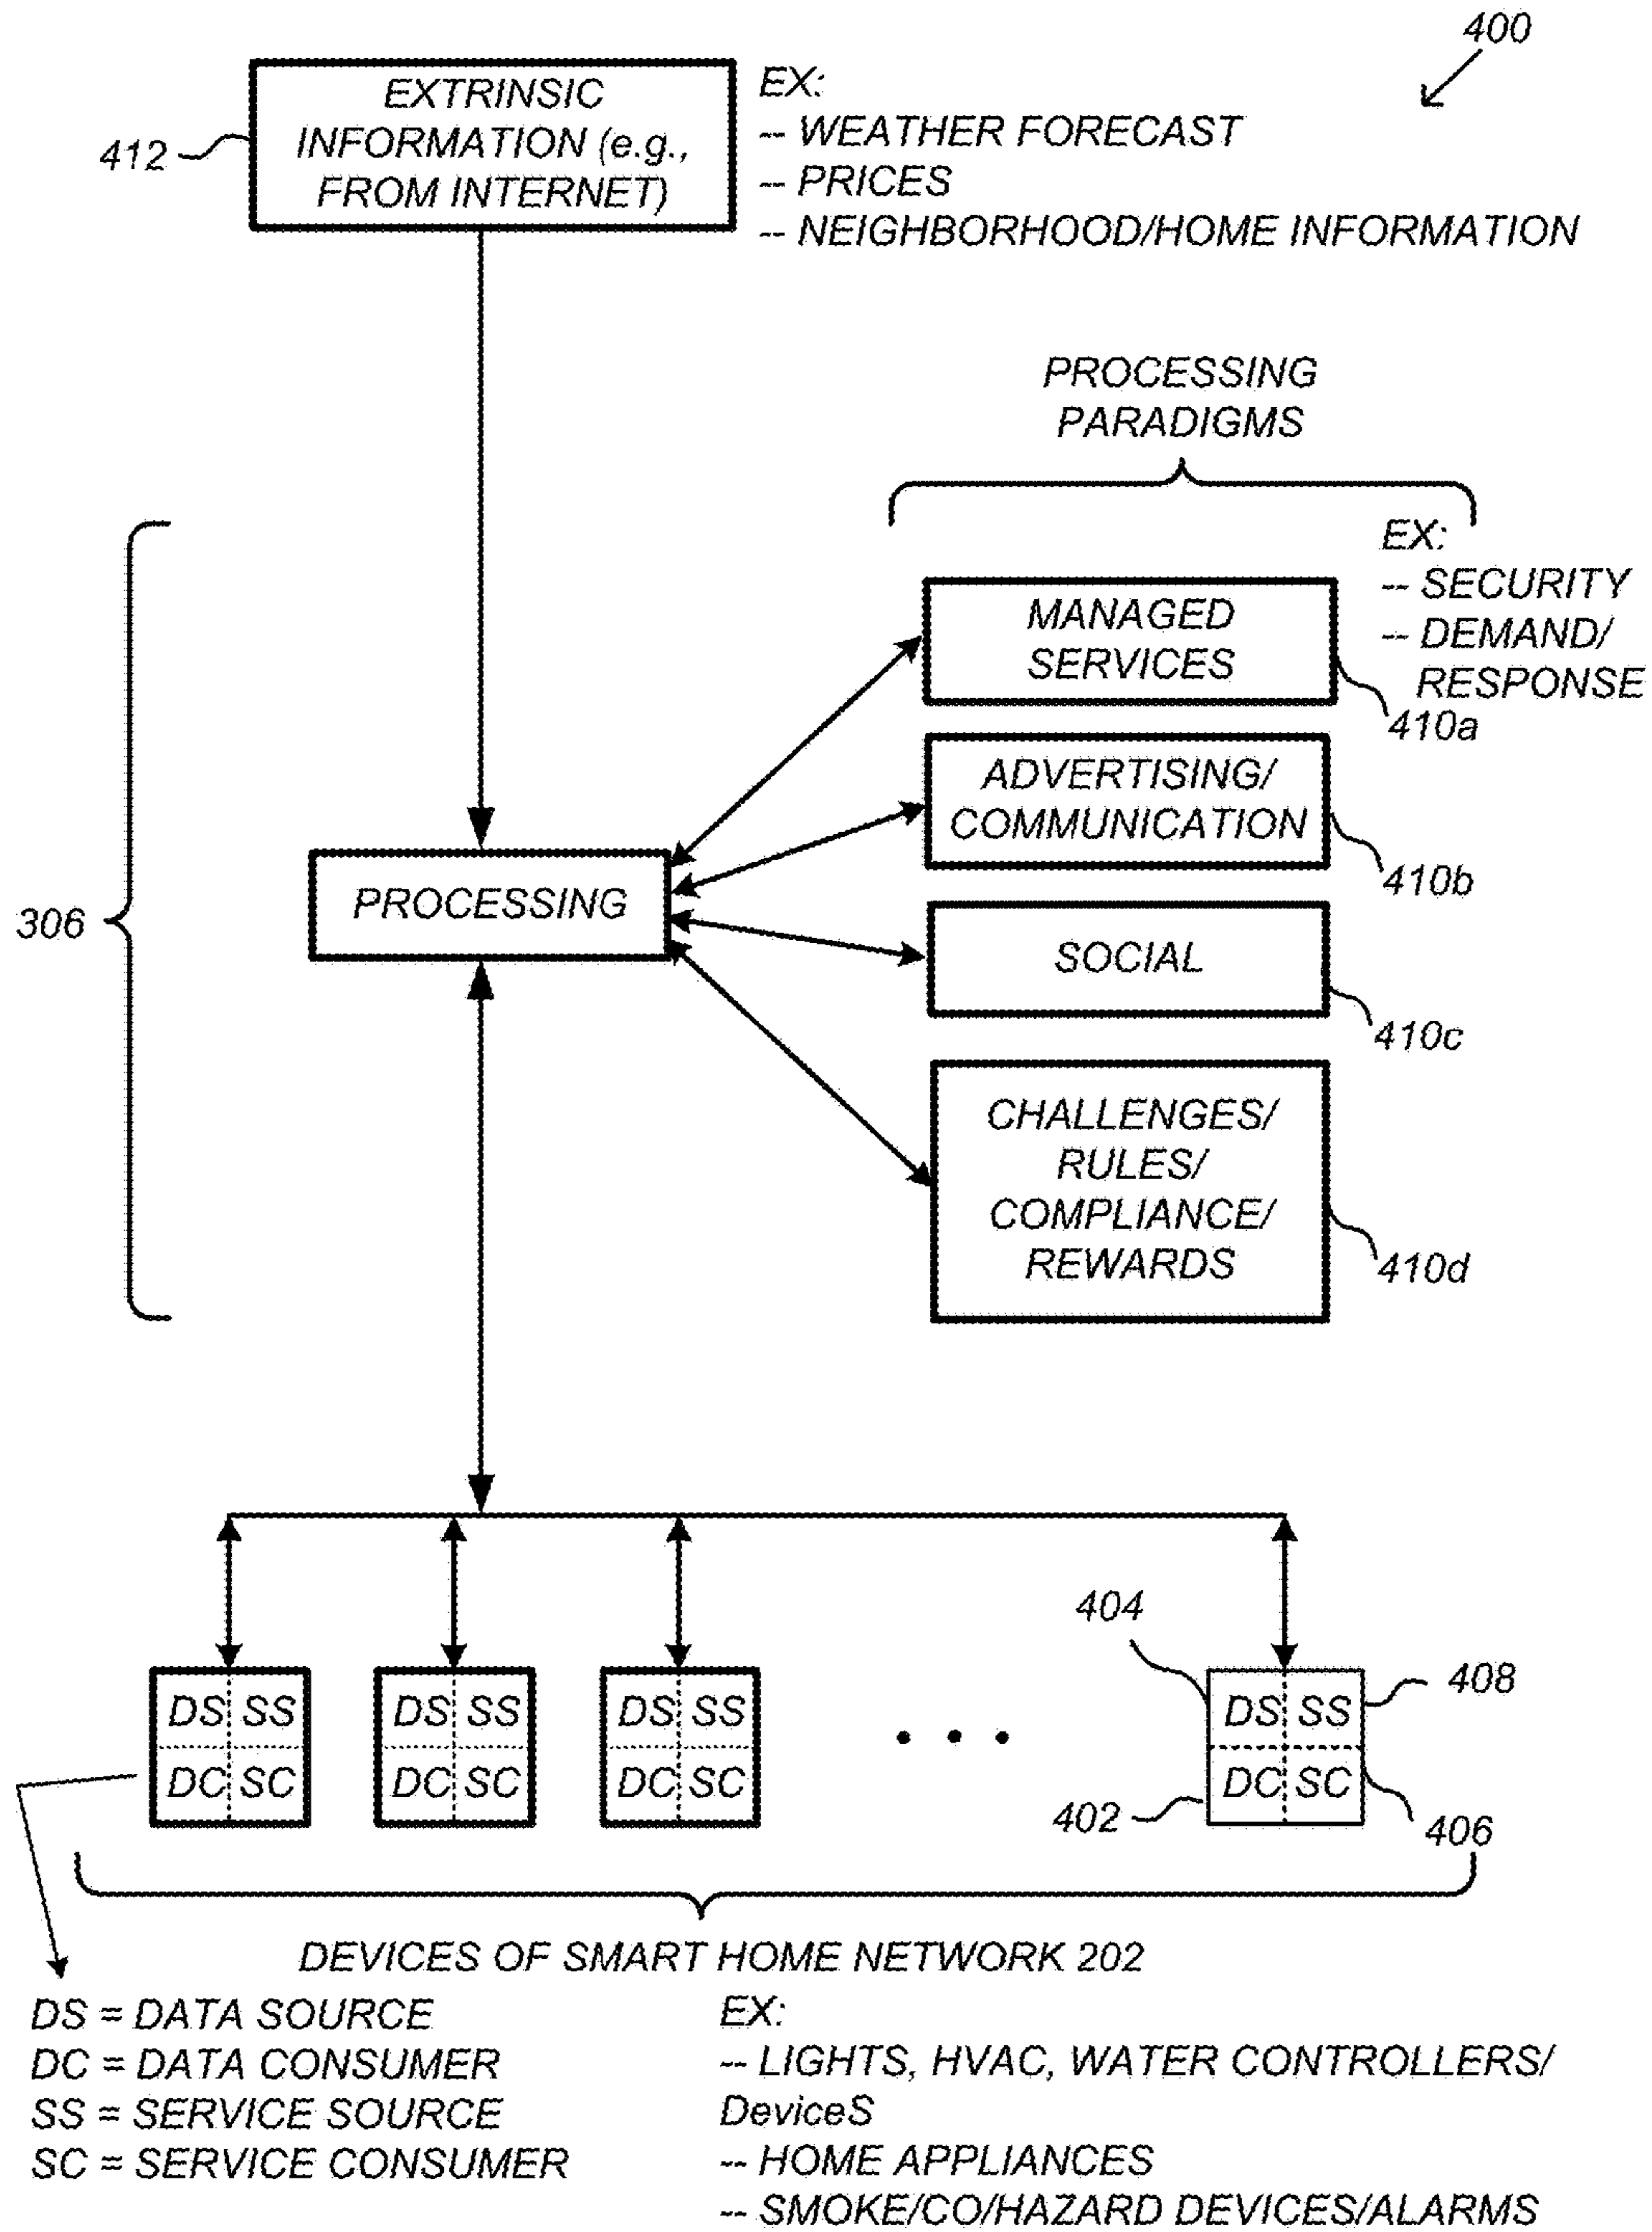 400
EXTRINSIC
INFORMATION (e.g.,
FROM INTERNET)
412
EX:
-- WEATHER FORECAST
-- PRICES
-- NEIGHBORHOOD/HOME INFORMATION
PROCESSING
PARADIGMS
EX:
-- SECURITY
-- DEMAND/
RESPONSE
MANAGED
SERVICES
410a
ADVERTISING/
COMMUNICATION
410b
306
PROCESSING
SOCIAL
410c
CHALLENGES/
RULES/
COMPLIANCE/
REWARDS
410d
404
408
DS SS
DC SC
DS SS
DC SC
DS SS
DC SC
. . .
DS SS
DC SC
402
406
DEVICES OF SMART HOME NETWORK 202
DS = DATA SOURCE
DC = DATA CONSUMER
SS = SERVICE SOURCE
SC = SERVICE CONSUMER
EX:
-- LIGHTS, HVAC, WATER CONTROLLERS/
DeviceS
-- HOME APPLIANCES
-- SMOKE/CO/HAZARD DEVICES/ALARMS